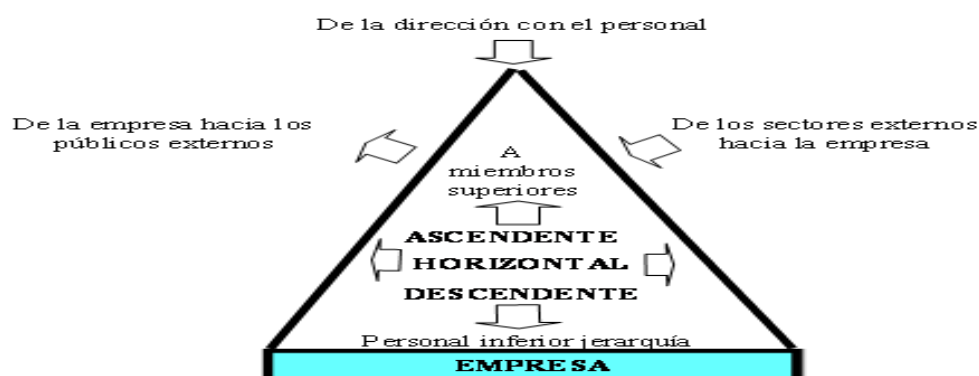 De la dirección con el personal
De la empresa hacia los
públicos externos
De los sectores externos
hacia la empresa
A
miembros
superiores
ASCENDENTE
HORIZONTAL
DESCENDENTE
Personal inferior jerarquía
EMPRESA